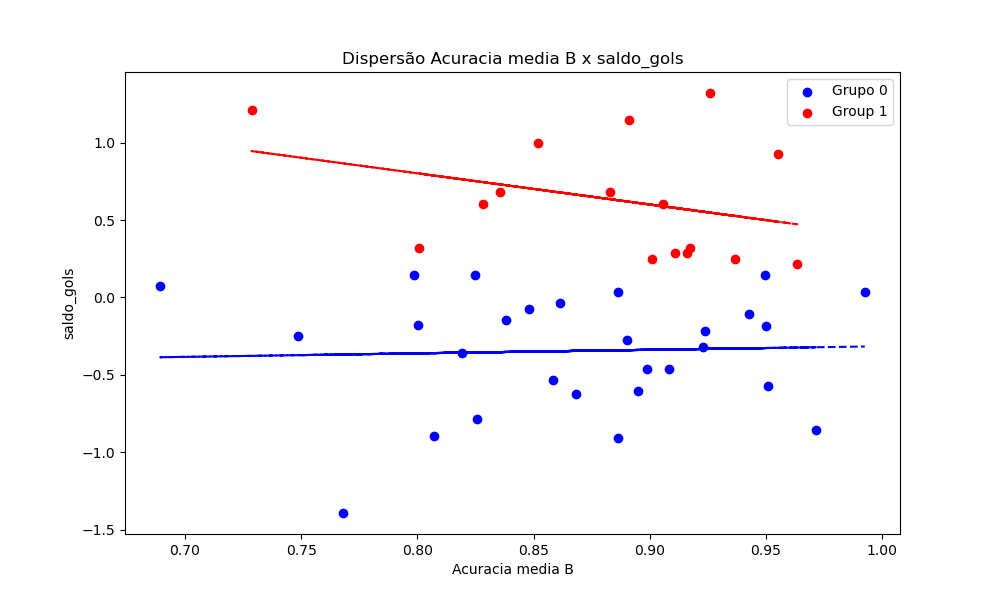 Dispersão Acuracia media B x saldo_gols
Grupo 0
Group 1
saldo_gols
1.0
0.5
0.0
−0.5
−1.0
−1.5
0.70 0.75 0.80 0.85 0.90 0.95 1.00
Acuracia media B